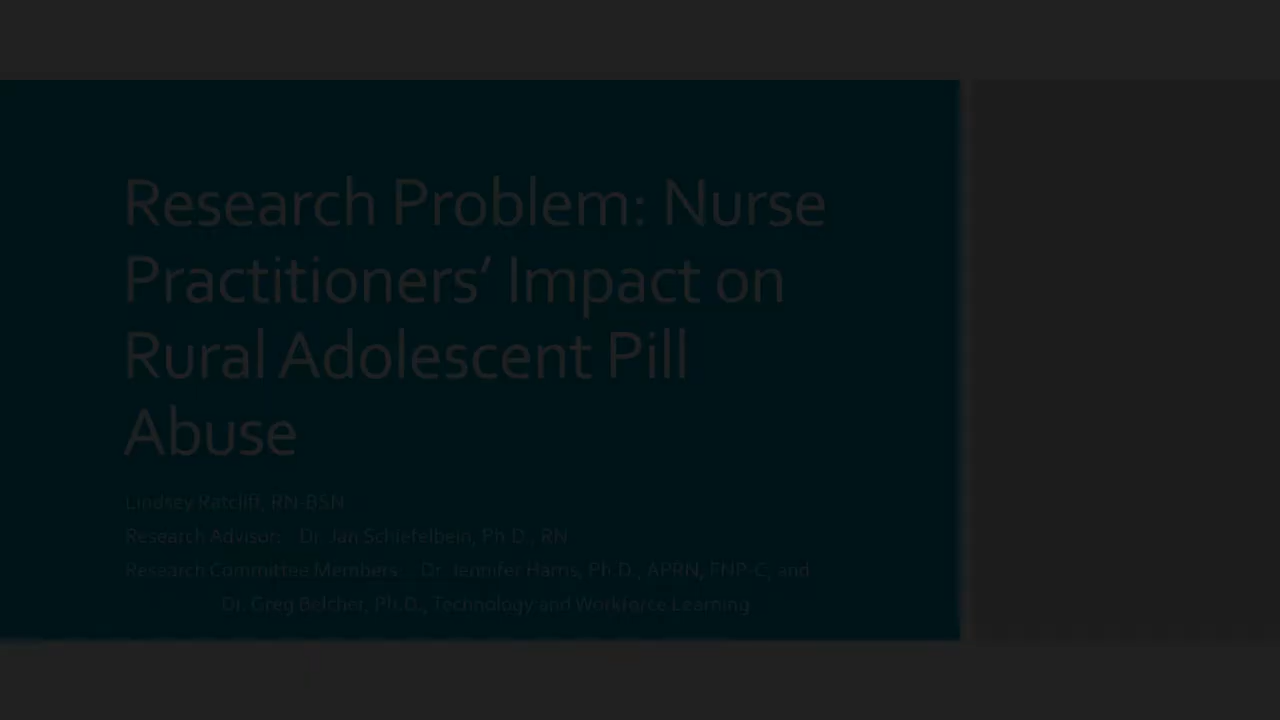 Research Problem: Nurse
Practitioners’ Impact on
Rural Adolescent Pill
Abuse
Lindsey Ratcliff, RN-BSN
Research Advisor: Dr. Jan Schiefelbein, Ph.D., RN
Research Committee Members: Dr. Jennifer Harris, Ph.D., APRN, FNP-C, and
Dr. Greg Belcher, Ph.D., Technology and Workforce Learning